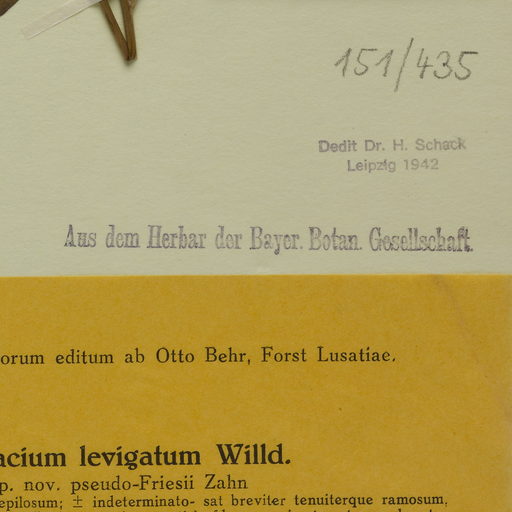 151/435
Dedit Dr. H. Schack
Leipzig 1942
Aus dem Herbar der Bayer. Botan. Gesellschaft.
orum editum ab Otto Behr, Forst Lusatiae.
acium levigatum Willd.
p. nov. pseudo-Friesii Zahn
epilosum; ± indeterminato- sat breviter tenuiterque ramosum,